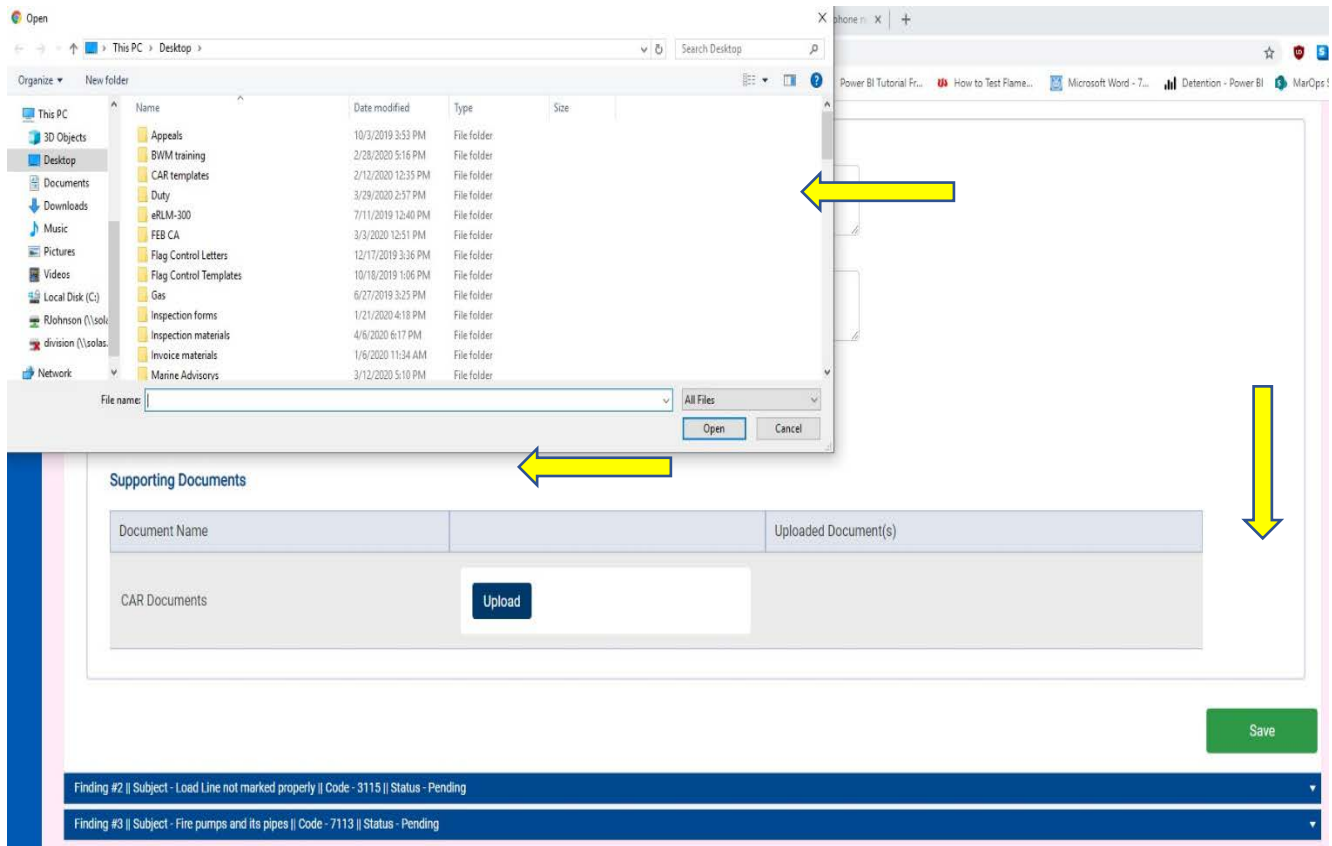 Open
phone n
This PC > Desktop >
Search Desktop
Organize
New folder
Power BI Tutorial Fr...
How to Test Flame...
Microsoft Word - 7...
Detention - Power BI
MarOps S
This PC
3D Objects
Desktop
Documents
Downloads
Music
Pictures
Videos
Local Disk (C:)
RJohnson (\\sola
division (\\solas.
Network
Name Date modified Type Size
Appeals 10/3/2019 3:53 PM File folder
BWM training 2/28/2020 5:16 PM File folder
CAR templates 2/12/2020 12:35 PM File folder
Duty 3/29/2020 2:57 PM File folder
eRLM-300 7/11/2019 12:40 PM File folder
FEB CA 3/3/2020 12:51 PM File folder
Flag Control Letters 12/17/2019 3:36 PM File folder
Flag Control Templates 10/18/2019 1:06 PM File folder
Gas 6/27/2019 3:25 PM File folder
Inspection forms 1/21/2020 4:18 PM File folder
Inspection materials 4/6/2020 6:17 PM File folder
Invoice materials 1/6/2020 11:34 AM File folder
Marine Advisorys 3/12/2020 5:10 PM File folder
File name:
All Files
Open
Cancel
Supporting Documents
Document Name
Uploaded Document(s)
CAR Documents
Upload
Save
Finding #2 || Subject - Load Line not marked properly || Code - 3115 || Status - Pending
Finding #3 || Subject - Fire pumps and its pipes || Code - 7113 || Status - Pending